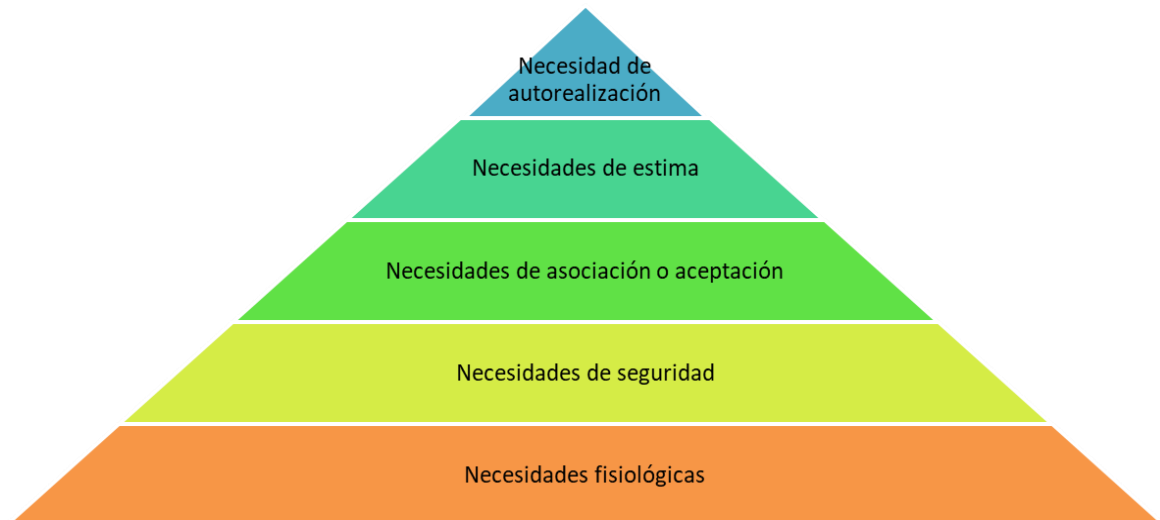 Necesidad de
autorealización
Necesidades de estima
Necesidades de asociación o aceptación
Necesidades de seguridad
Necesidades fisiológicas